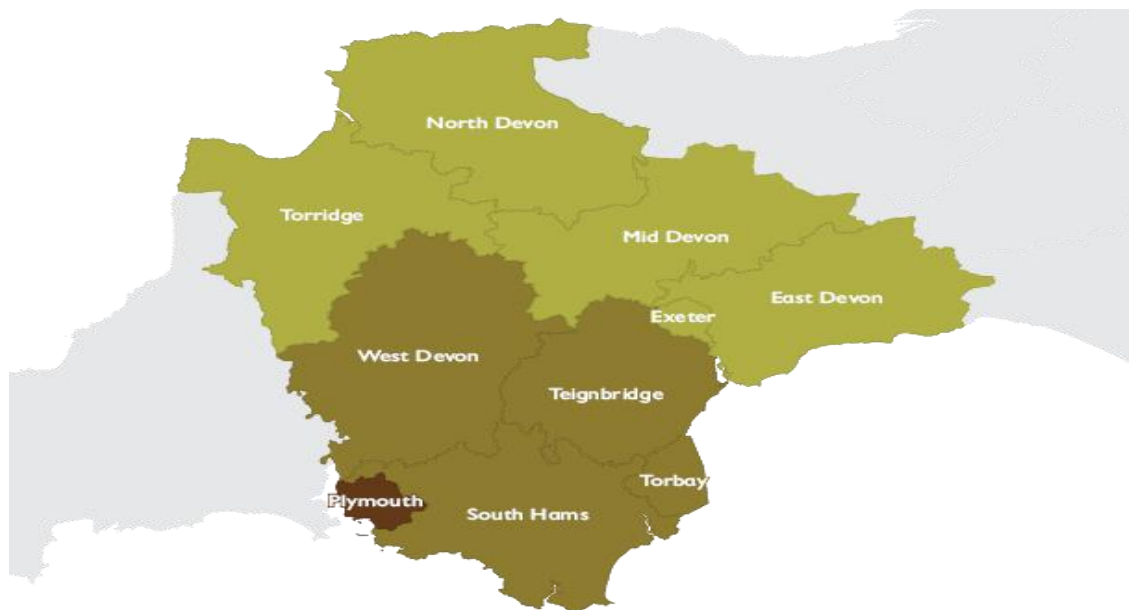 North Devon
Torridge
Mid Devon
East Devon
Exeter
West Devon
Teignbridge
Torbay
Plymouth
South Hams